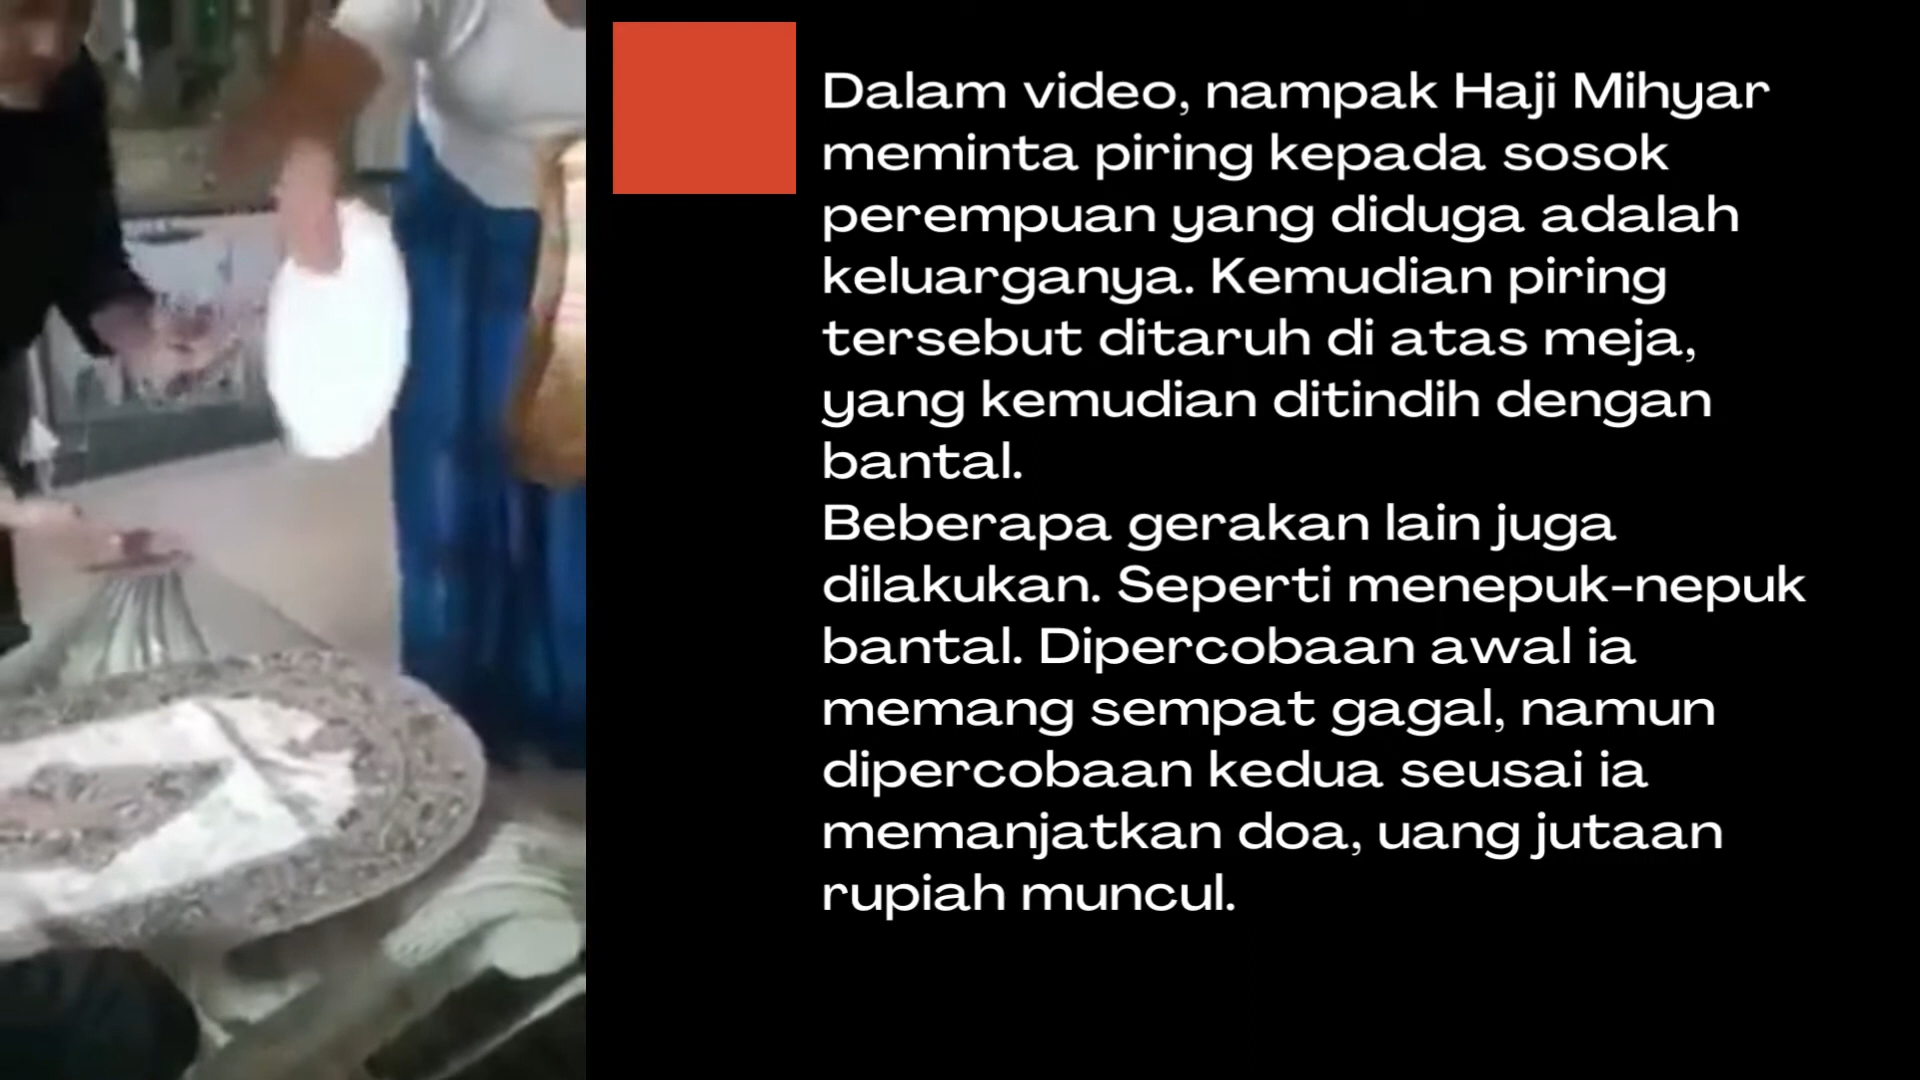 Dalam video, nampak Haji Mihyar
meminta piring kepada sosok
perempuan yang diduga adalah
keluarganya. Kemudian piring
tersebut ditaruh di atas meja,
yang kemudian ditindih dengan
bantal.
Beberapa gerakan lain juga
dilakukan. Seperti menepuk-nepuk
bantal. Dipercobaan awal ia
memang sempat gagal, namun
dipercobaan kedua seusai ia
memanjatkan doa, uang jutaan
rupiah muncul.